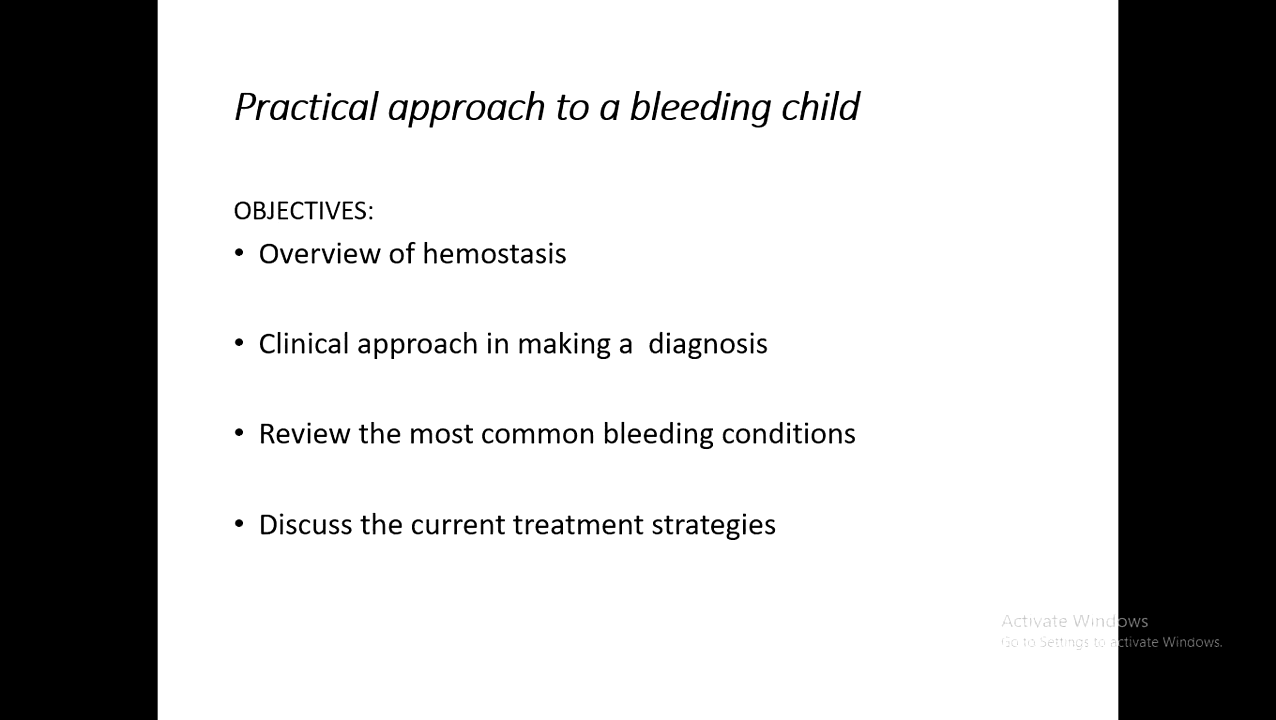 Practical approach to a bleeding child
OBJECTIVES:
• Overview of hemostasis
• Clinical approach in making a  diagnosis
• Review the most common bleeding conditions
• Discuss the current treatment strategies
Activate Windows
Go to Settings to activate Windows.